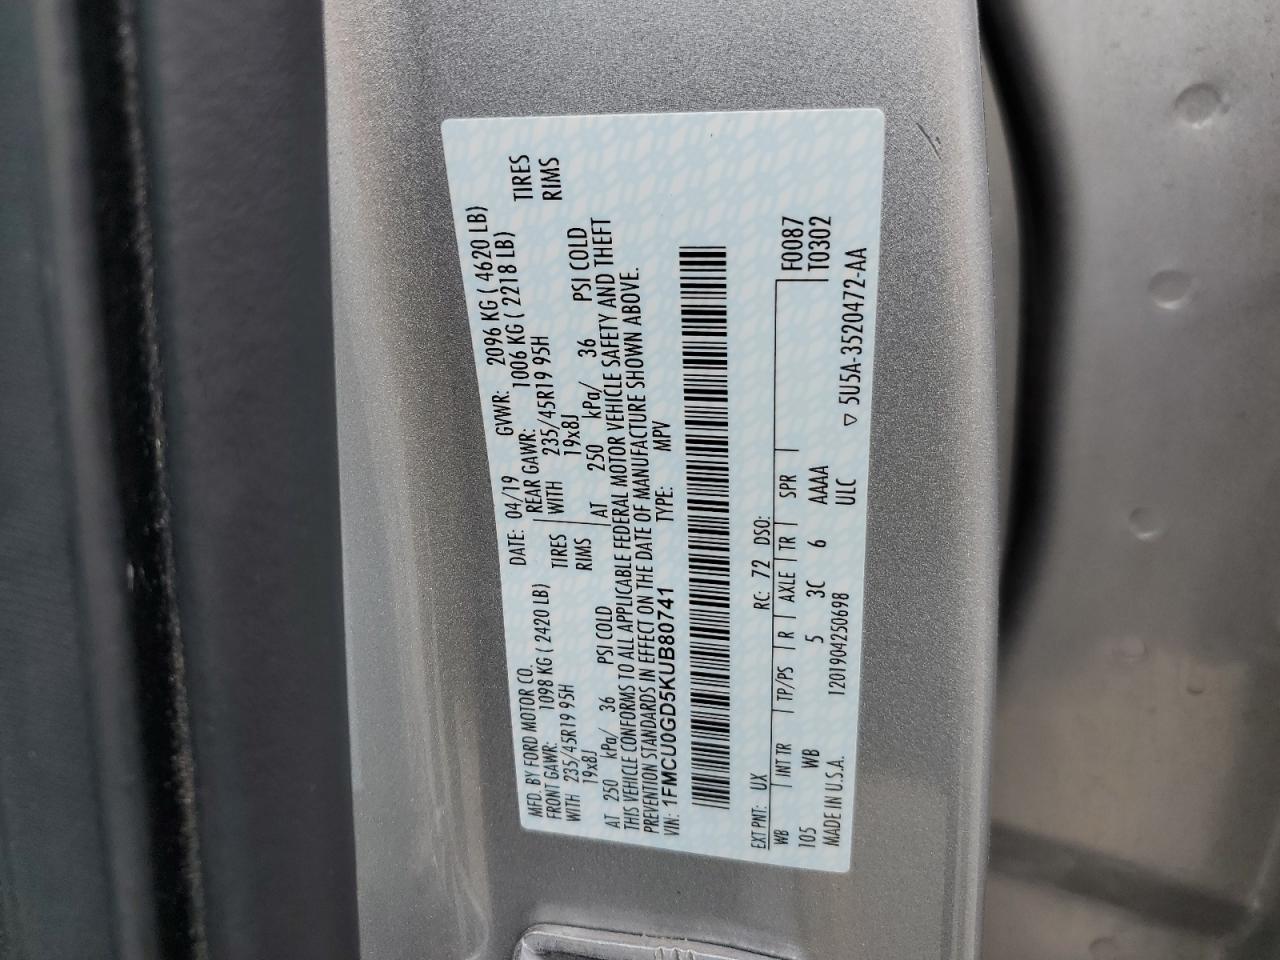 MFD. BY FORD MOTOR CO.
DATE: 04/19 GVWR: 2096 KG ( 4620 LB)
FRONT GAWR: 1098 KG ( 2420 LB) REAR GAWR: 1006 KG ( 2218 LB)
WITH 235/45R19 95H TIRES WITH 235/45R19 95H TIRES
19x8J RIMS 19x8J RIMS
AT 250 kPa/ 36 PSI COLD AT 250 kPa/ 36 PSI COLD
THIS VEHICLE CONFORMS TO ALL APPLICABLE FEDERAL MOTOR VEHICLE SAFETY AND THEFT
PREVENTION STANDARDS IN EFFECT ON THE DATE OF MANUFACTURE SHOWN ABOVE.
VIN: 1FMCU0GD5KUB80741 TYPE: MPV
EXT PNT: UX RC: 72 DSO:
WB INT TR TP/PS R AXLE TR SPR F0087
105 WB 5 3C 6 AAAA T0302
MADE IN U.S.A. 1201904250698 ULC ▽ 5U5A-3520472-AA